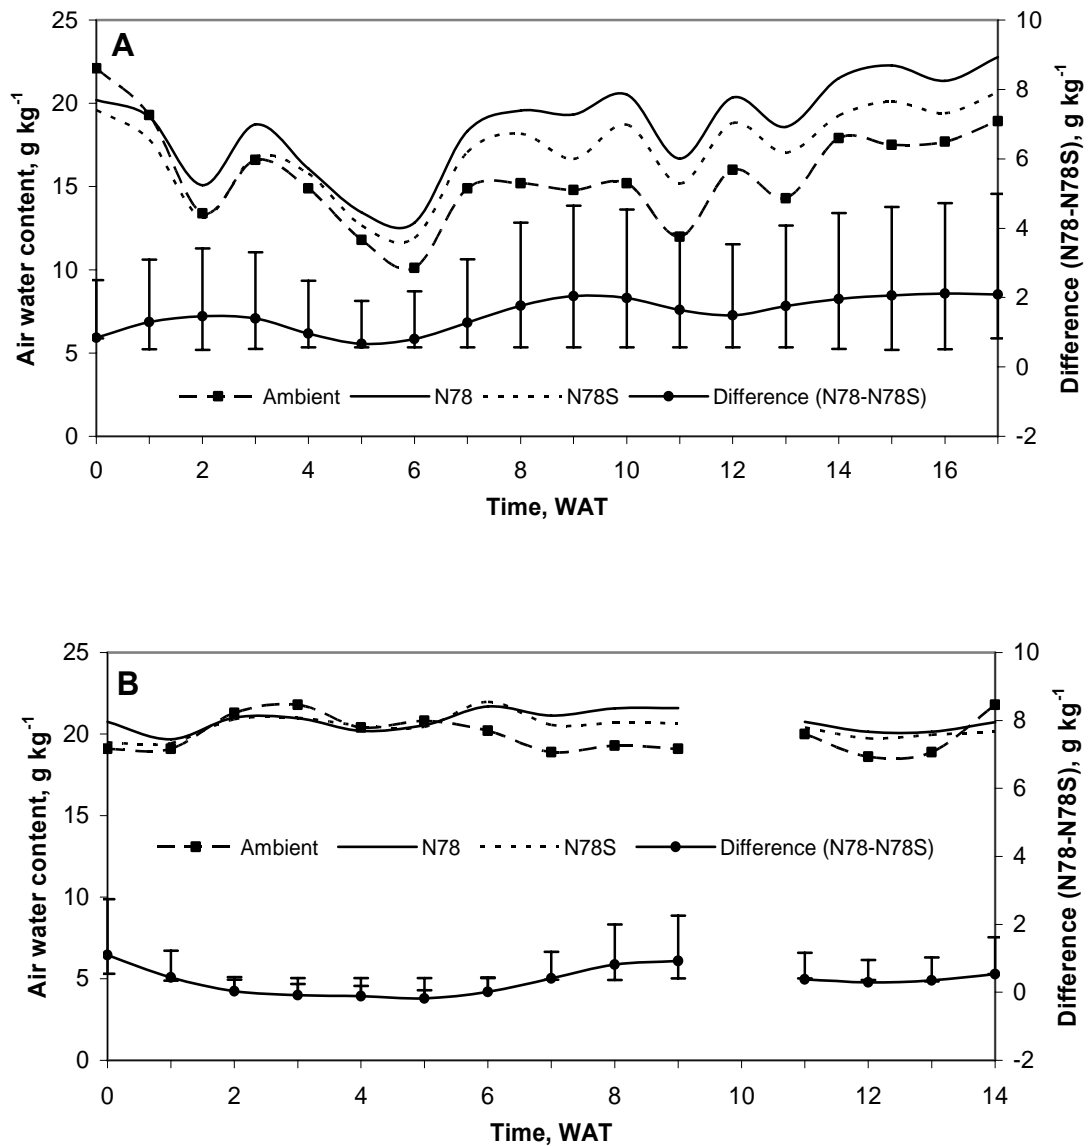 A
Air water content, g kg⁻¹
25
20
15
10
5
0
Difference (N78-N78S), g kg⁻¹
10
8
6
4
2
0
-2
Ambient N78 N78S Difference (N78-N78S)
0 2 4 6 8 10 12 14 16
Time, WAT
B
Air water content, g kg⁻¹
25
20
15
10
5
0
Difference (N78-N78S), g kg⁻¹
10
8
6
4
2
0
-2
Ambient N78 N78S Difference (N78-N78S)
0 2 4 6 8 10 12 14
Time, WAT